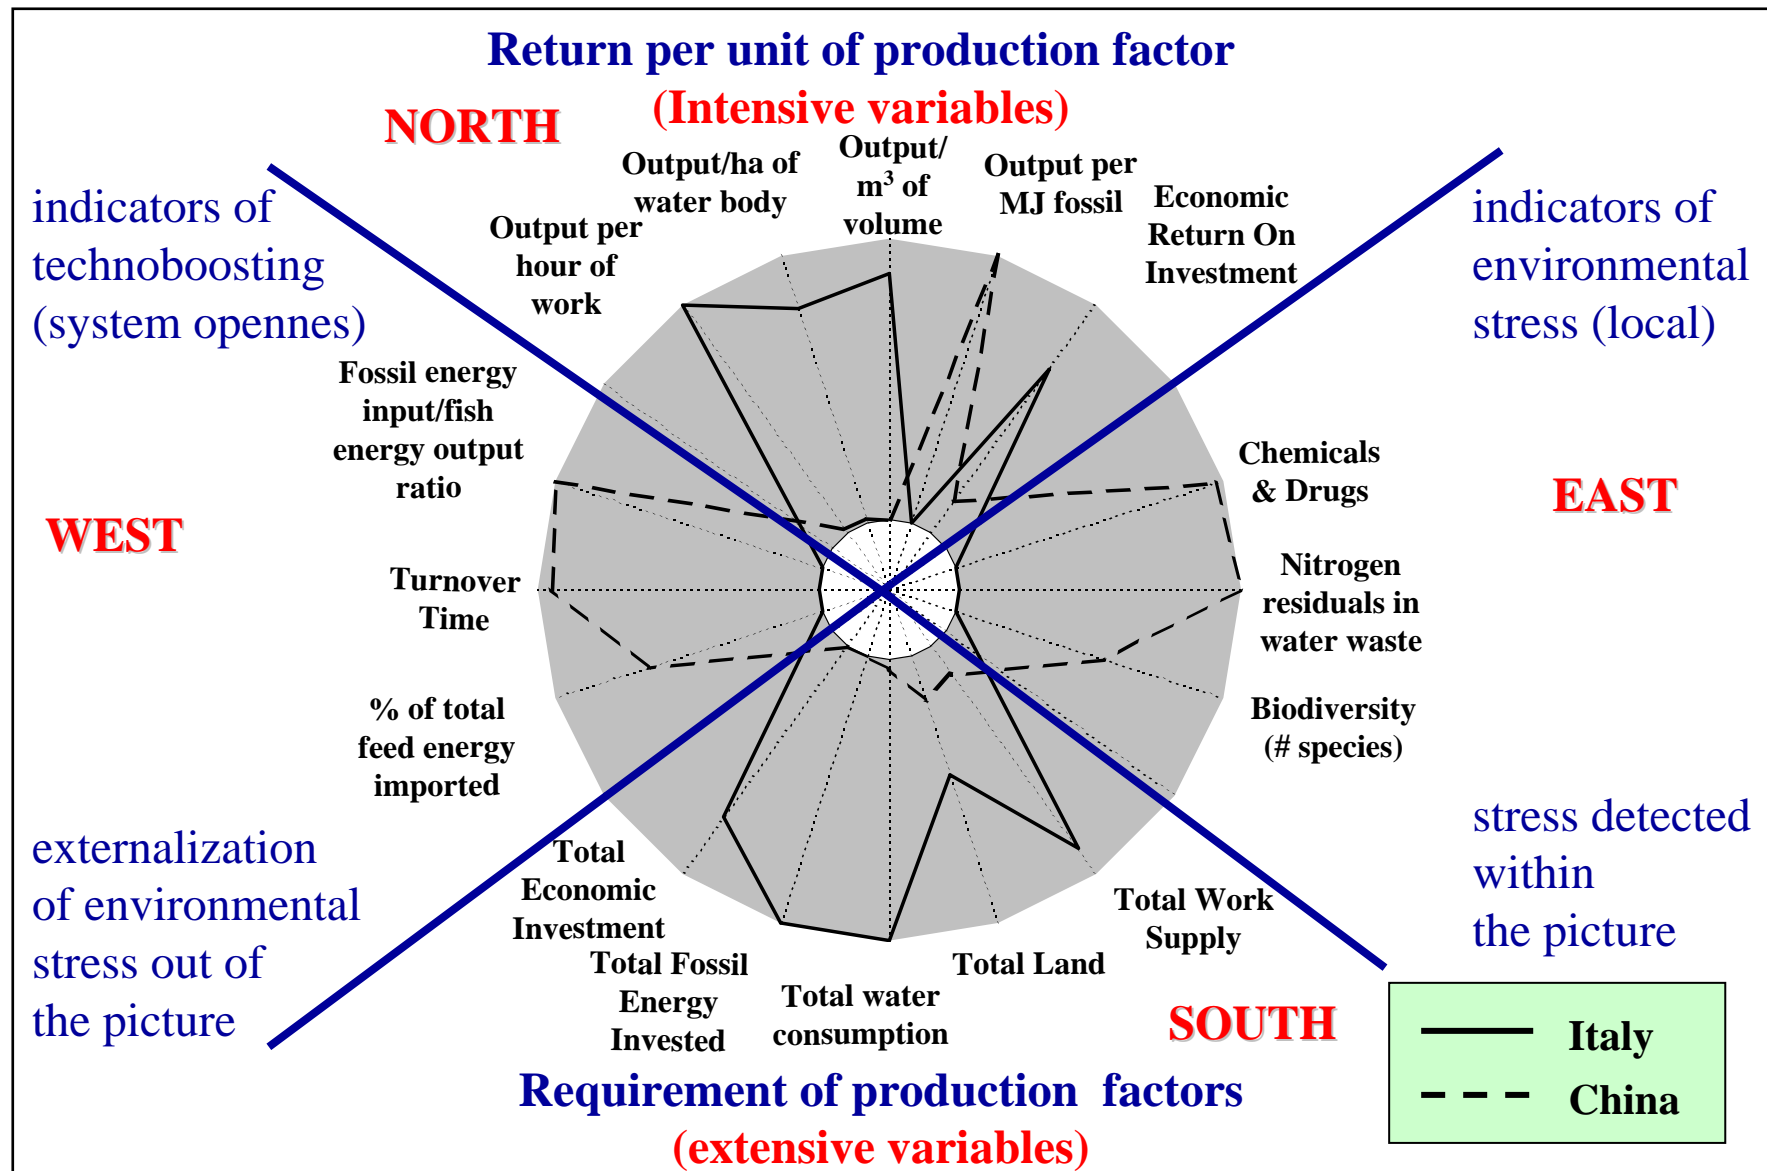 Return per unit of production factor
(Intensive variables)
NORTH
indicators of
technoboosting
(system opennes)
Output per
hour of
work
Output/ha of
water body
Output/
m³ of
volume
Output per
MJ fossil
Economic
Return On
Investment
indicators of
environmental
stress (local)
Fossil energy
input/fish
energy output
ratio
WEST
Turnover
Time
% of total
feed energy
imported
Chemicals
& Drugs
EAST
Nitrogen
residuals in
water waste
Biodiversity
(# species)
externalization
of environmental
stress out of
the picture
Total
Economic
Investment
Total Fossil
Energy
Invested
Total water
consumption
Total Land
Total Work
Supply
stress detected
within
the picture
SOUTH
Requirement of production factors
(extensive variables)
Italy
China